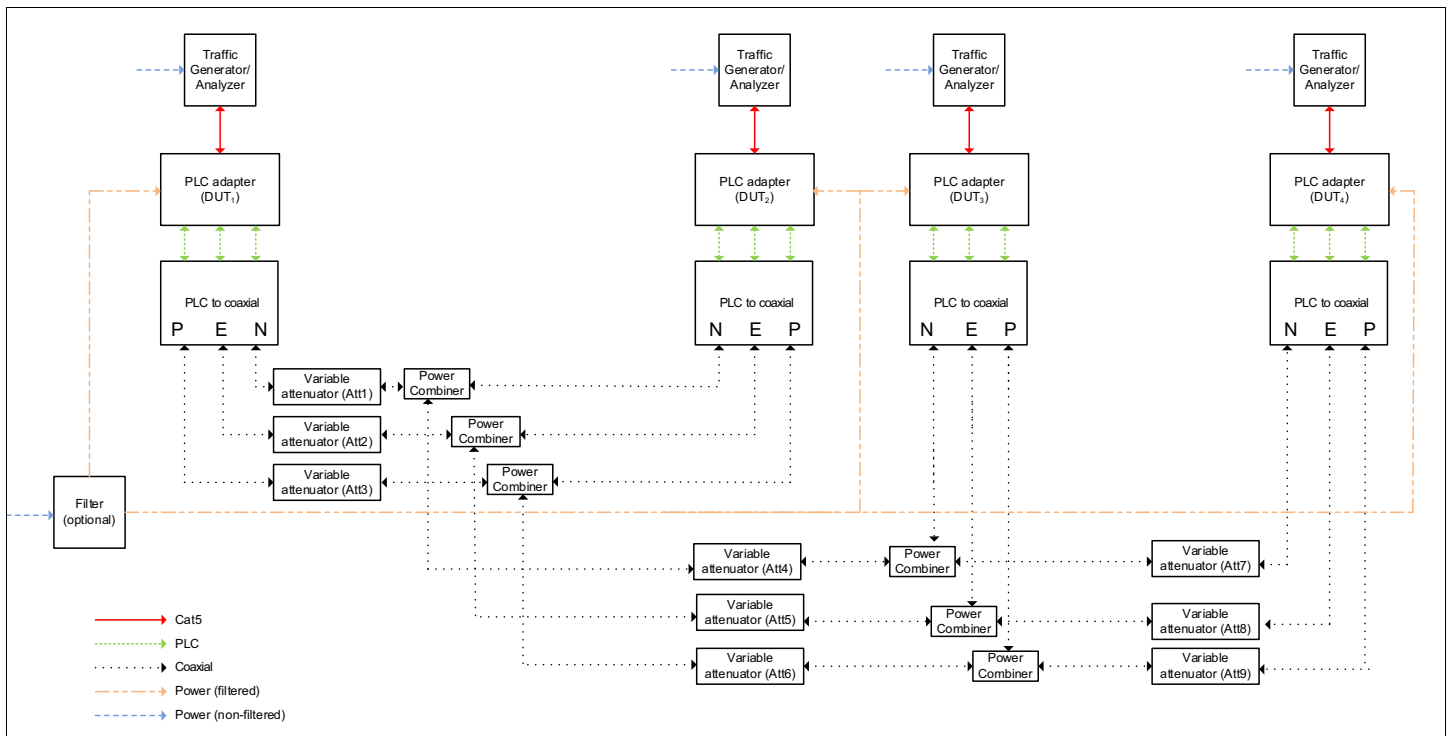 Traffic
Generator/
Analyzer
Traffic
Generator/
Analyzer
Traffic
Generator/
Analyzer
Traffic
Generator/
Analyzer
PLC adapter
(DUT₁)
PLC adapter
(DUT₂)
PLC adapter
(DUT₃)
PLC adapter
(DUT₄)
PLC to coaxial
P E N
PLC to coaxial
N E P
PLC to coaxial
N E P
PLC to coaxial
N E P
Variable
attenuator (Att1)
Power
Combiner
Variable
attenuator (Att2)
Power
Combiner
Variable
attenuator (Att3)
Power
Combiner
Filter
(optional)
Variable
attenuator (Att4)
Power
Combiner
Variable
attenuator (Att7)
Variable
attenuator (Att5)
Power
Combiner
Variable
attenuator (Att8)
Variable
attenuator (Att6)
Power
Combiner
Variable
attenuator (Att9)
Cat5
PLC
Coaxial
Power (filtered)
Power (non-filtered)